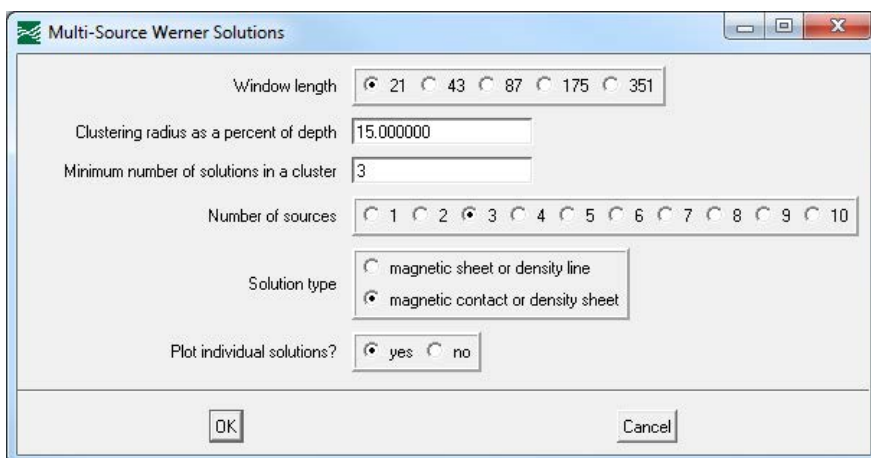 Multi-Source Werner Solutions
Window length 21 43 87 175 351
Clustering radius as a percent of depth 15.000000
Minimum number of solutions in a cluster 3
Number of sources 1 2 3 4 5 6 7 8 9 10
magnetic sheet or density line
Solution type
magnetic contact or density sheet
Plot individual solutions? yes no
OK Cancel